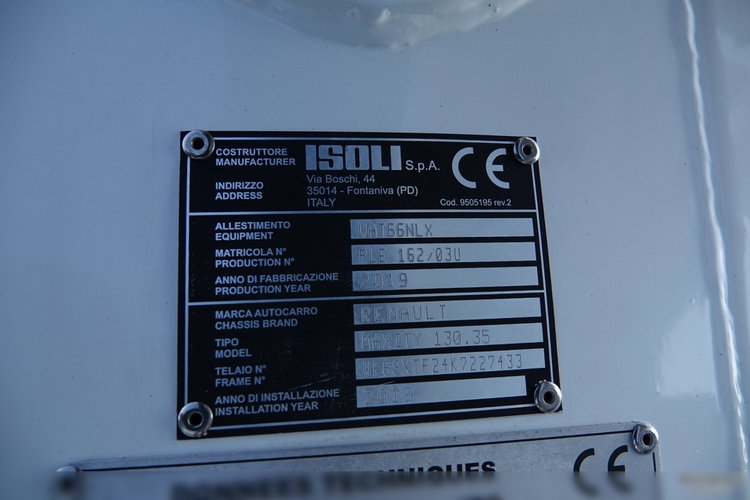 COSTRUTTORE
MANUFACTURER
ISOLI S.p.A.
CE
INDIRIZZO
ADDRESS
Via Boschi, 44
35014 - Fontaniva (PD)
ITALY
Cod. 9505195 rev.2
ALLESTIMENTO
EQUIPMENT
VAT66NLX
MATRICOLA N°
PRODUCTION N°
PLE 162/03U
ANNO DI FABBRICAZIONE
PRODUCTION YEAR
2019
MARCA AUTOCARRO
CHASSIS BRAND
RENAULT
TIPO
MODEL
MAXITY 130.35
TELAIO N°
FRAME N°
ANNO DI INSTALLAZIONE
INSTALLATION YEAR
DONNEES TECHNIQUES
CE